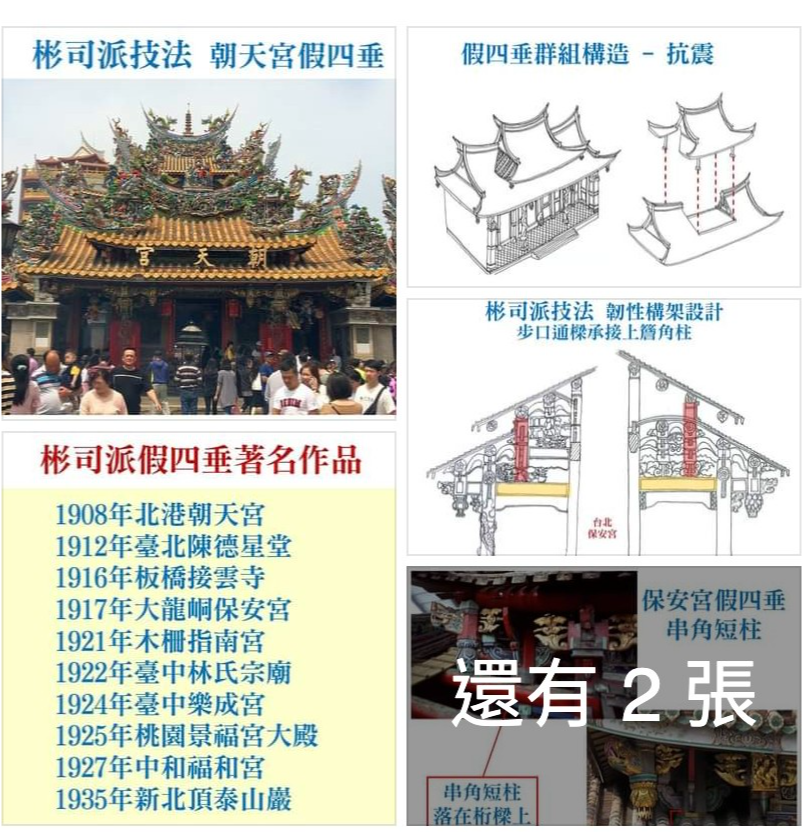 彬司派技法 朝天宮假四垂
宮 天 朝
彬司派假四垂著名作品
1908年北港朝天宮
1912年臺北陳德星堂
1916年板橋接雲寺
1917年大龍峒保安宮
1921年木柵指南宮
1922年臺中林氏宗廟
1924年臺中樂成宮
1925年桃園景福宮大殿
1927年中和福和宮
1935年新北頂泰山巖
假四垂群組構造 - 抗震
彬司派技法 韌性構架設計
步口通樑承接上簷角柱
台北
保安宮
保安宮假四垂
串角短柱
還有 2 張
串角短柱
落在桁樑上